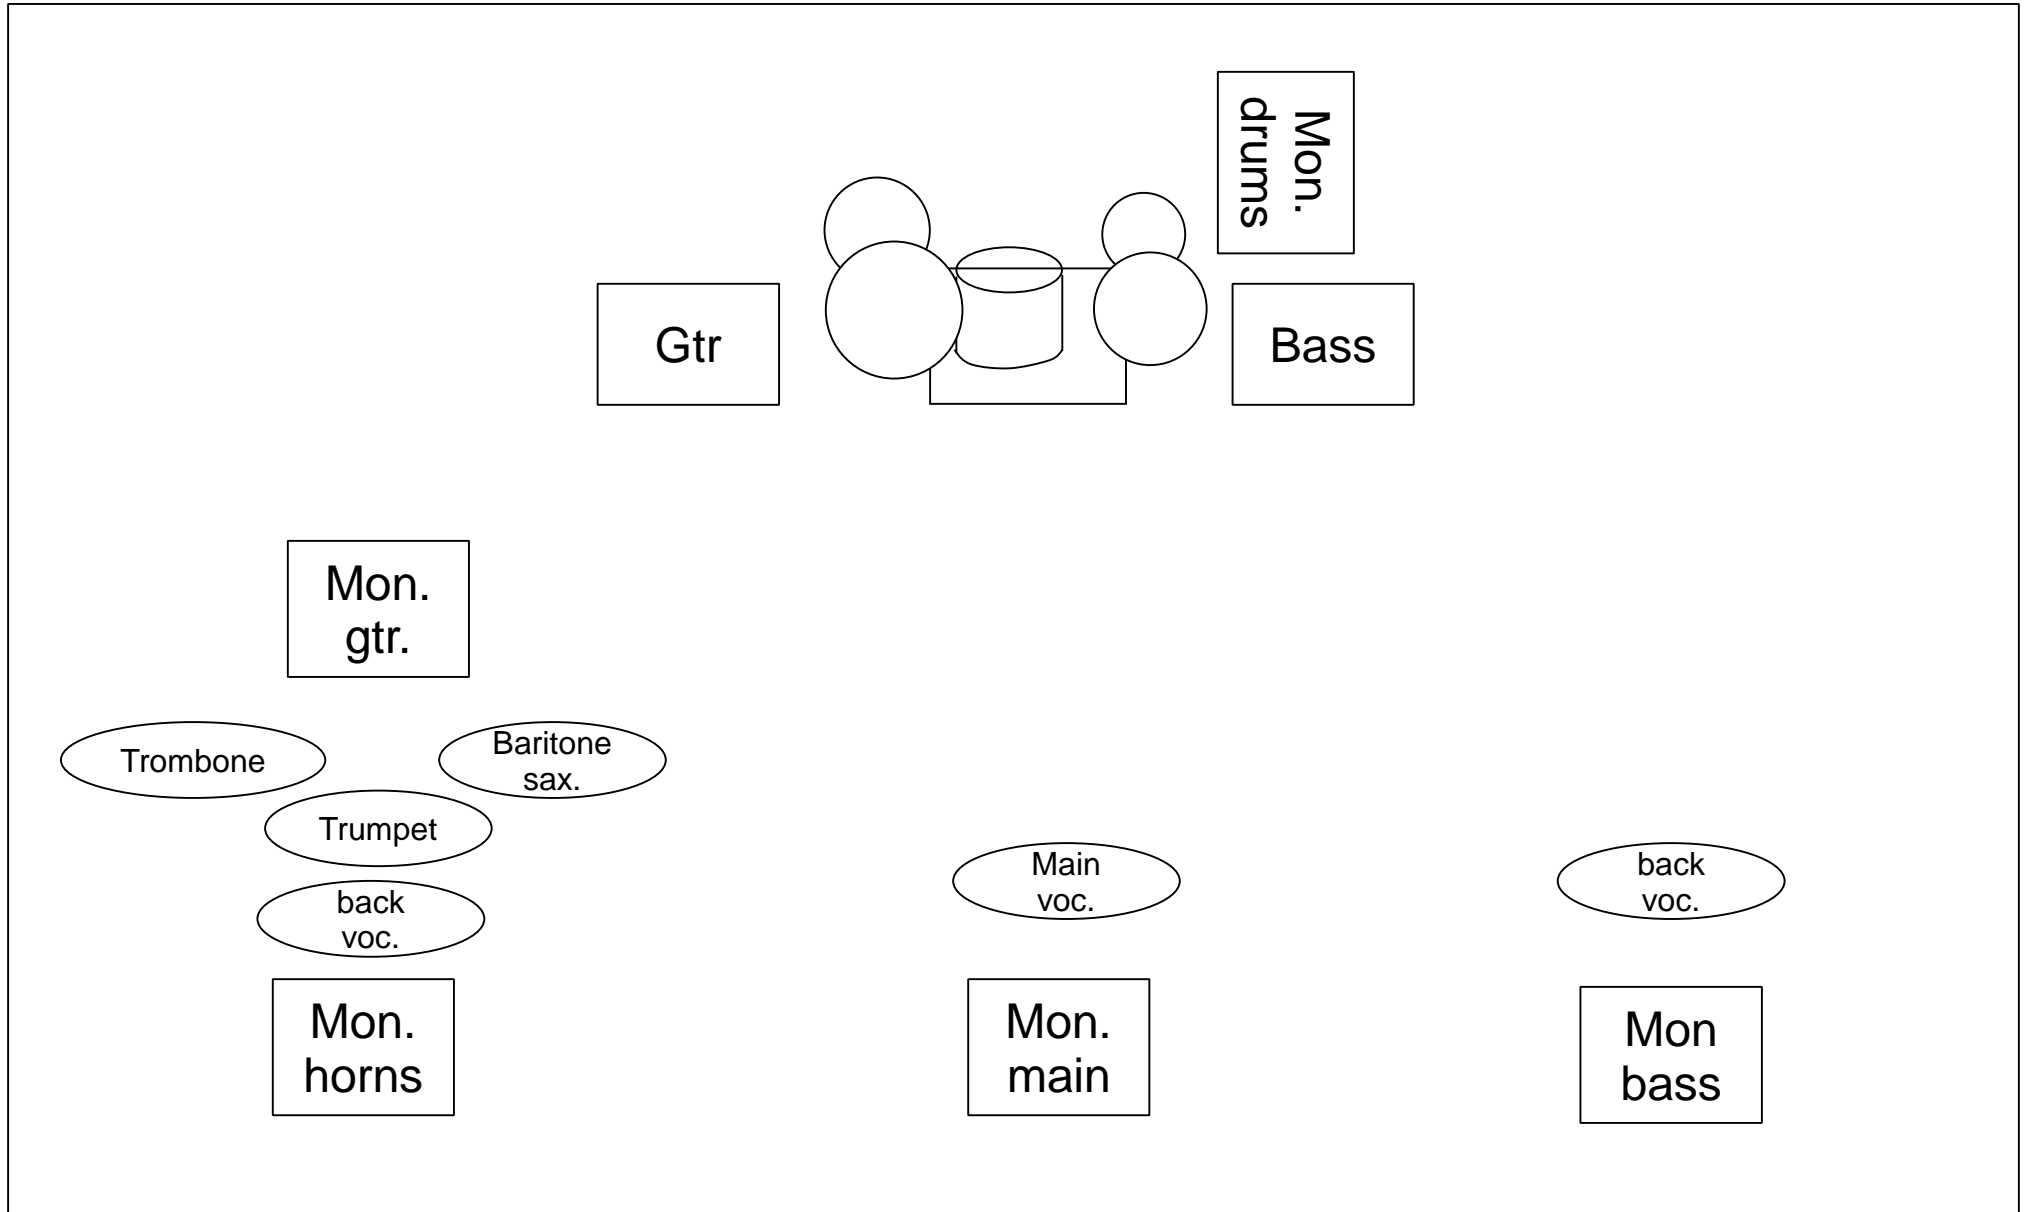 Mon.
drums
Gtr
Bass
Mon.
gtr.
Trombone
Baritone
sax.
Trumpet
Main
voc.
back
voc.
back
voc.
Mon.
horns
Mon.
main
Mon
bass